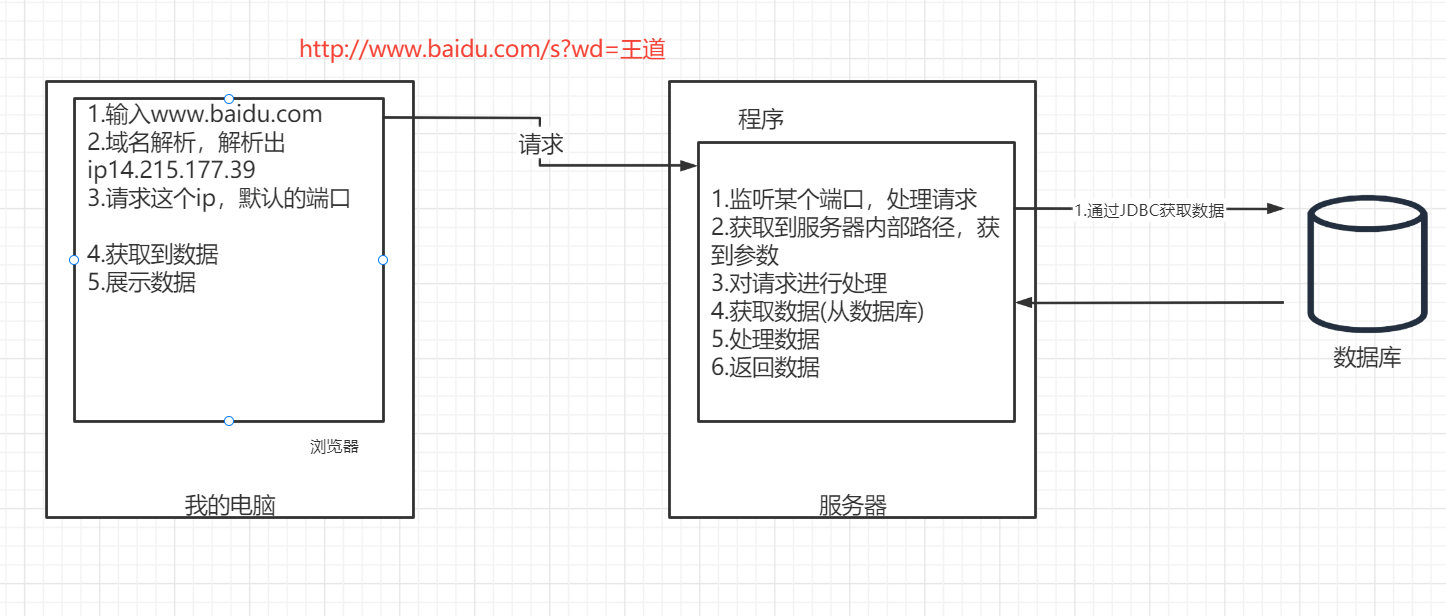 http://www.baidu.com/s?wd=王道
1.输入www.baidu.com
2.域名解析，解析出
ip14.215.177.39
3.请求这个ip，默认的端口
4.获取到数据
5.展示数据
浏览器
我的电脑
请求
程序
1.监听某个端口，处理请求
2.获取到服务器内部路径，获
到参数
3.对请求进行处理
4.获取数据(从数据库)
5.处理数据
6.返回数据
服务器
1.通过JDBC获取数据
数据库